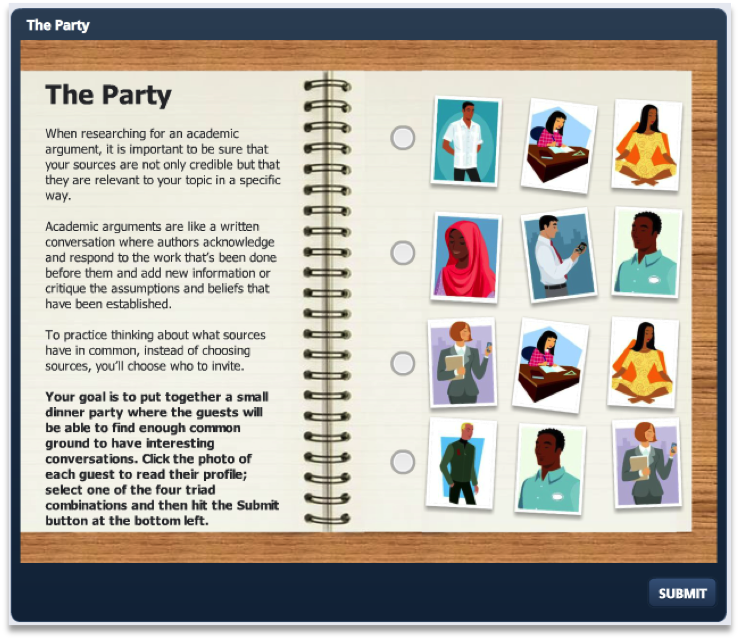 The Party
The Party
When researching for an academic
argument, it is important to be sure that
your sources are not only credible but that
they are relevant to your topic in a specific
way.
Academic arguments are like a written
conversation where authors acknowledge
and respond to the work that's been done
before them and add new information or
critique the assumptions and beliefs that
have been established.
To practice thinking about what sources
have in common, instead of choosing
sources, you'll choose who to invite.
Your goal is to put together a small
dinner party where the guests will
be able to find enough common
ground to have interesting
conversations. Click the photo of
each guest to read their profile;
select one of the four triad
combinations and then hit the Submit
button at the bottom left.
SUBMIT